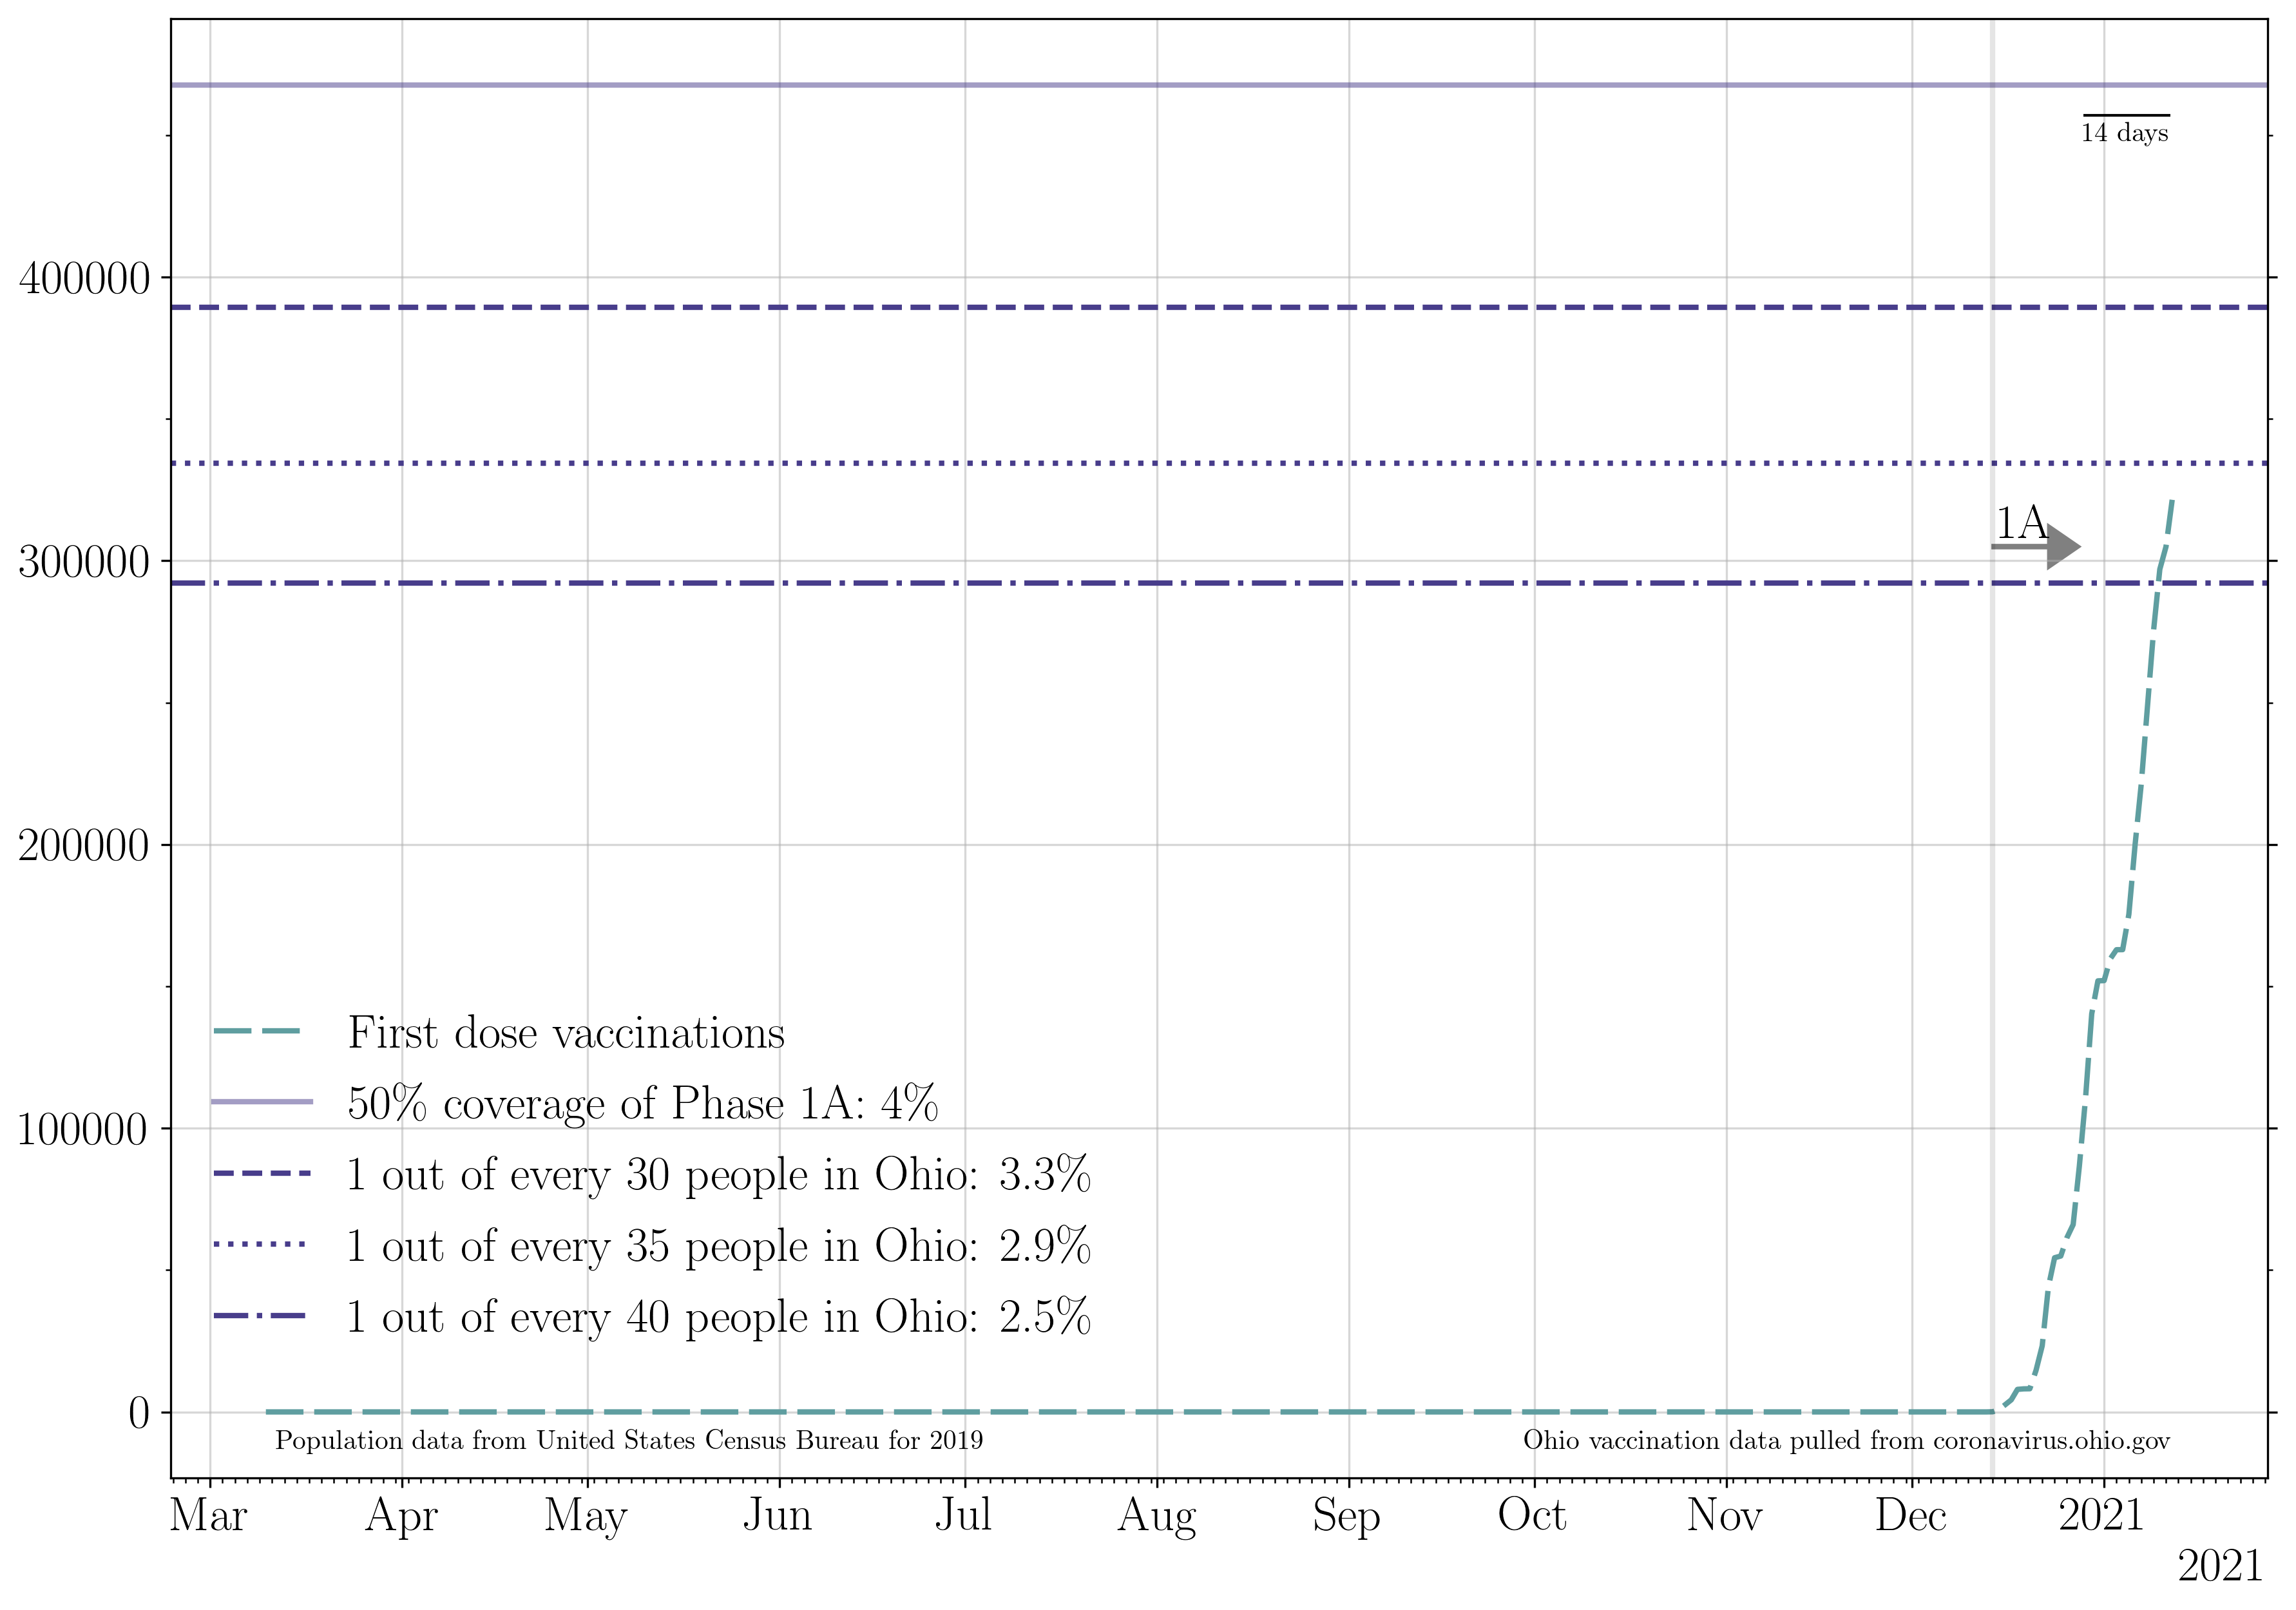 14 days
400000
1A
300000
200000
First dose vaccinations
50% coverage of Phase 1A: 4%
100000
1 out of every 30 people in Ohio: 3.3%
1 out of every 35 people in Ohio: 2.9%
1 out of every 40 people in Ohio: 2.5%
0
Population data from United States Census Bureau for 2019
Ohio vaccination data pulled from coronavirus.ohio.gov
Mar Apr May Jun Jul Aug Sep Oct Nov Dec 2021
2021